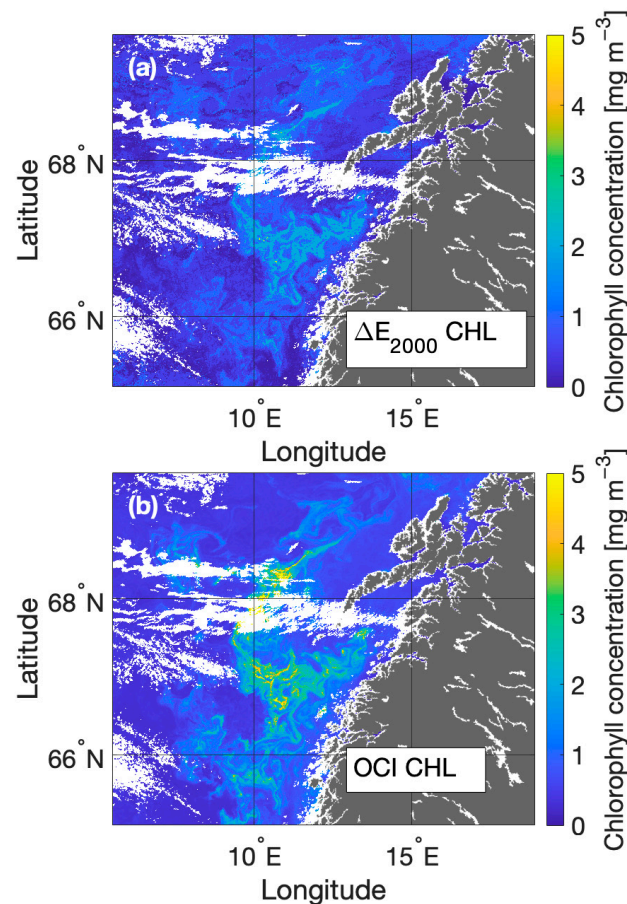 (a)
68°N
66°N
Latitude
10°E
15°E
Longitude
ΔE2000 CHL
5
4
3
2
1
0
Chlorophyll concentration [mg m⁻³]
(b)
68°N
66°N
Latitude
10°E
15°E
Longitude
OCI CHL
5
4
3
2
1
0
Chlorophyll concentration [mg m⁻³]